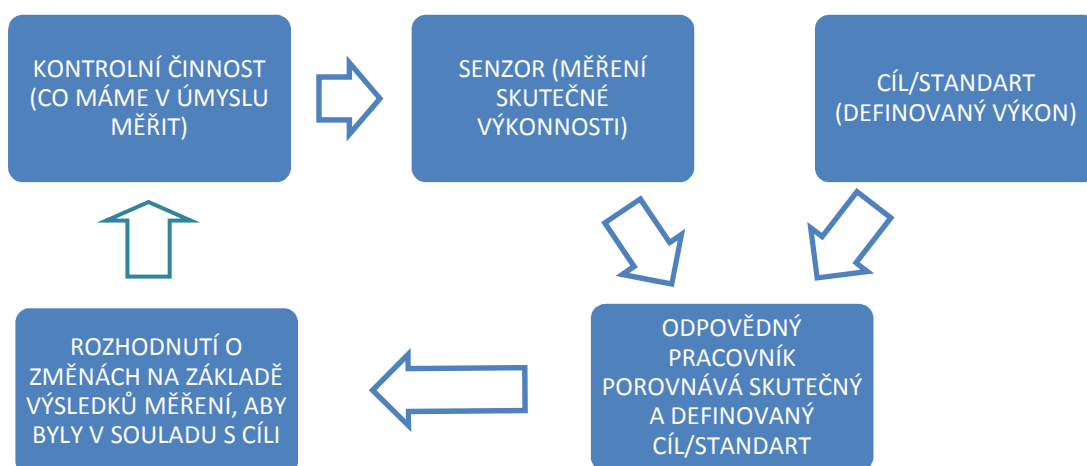 KONTROLNÍ ČINNOST
(CO MÁME V ÚMYSLU
MĚŘIT)
SENZOR (MĚŘENÍ
SKUTEČNÉ
VÝKONNOSTI)
CÍL/STANDART
(DEFINOVANÝ VÝKON)
ODPOVĚDNÝ
PRACOVNÍK
POROVNÁVÁ SKUTEČNÝ
A DEFINOVANÝ
CÍL/STANDART
ROZHODNUTÍ O
ZMĚNÁCH NA ZÁKLADĚ
VÝSLEDKŮ MĚŘENÍ, ABY
BYLY V SOULADU S CÍLI